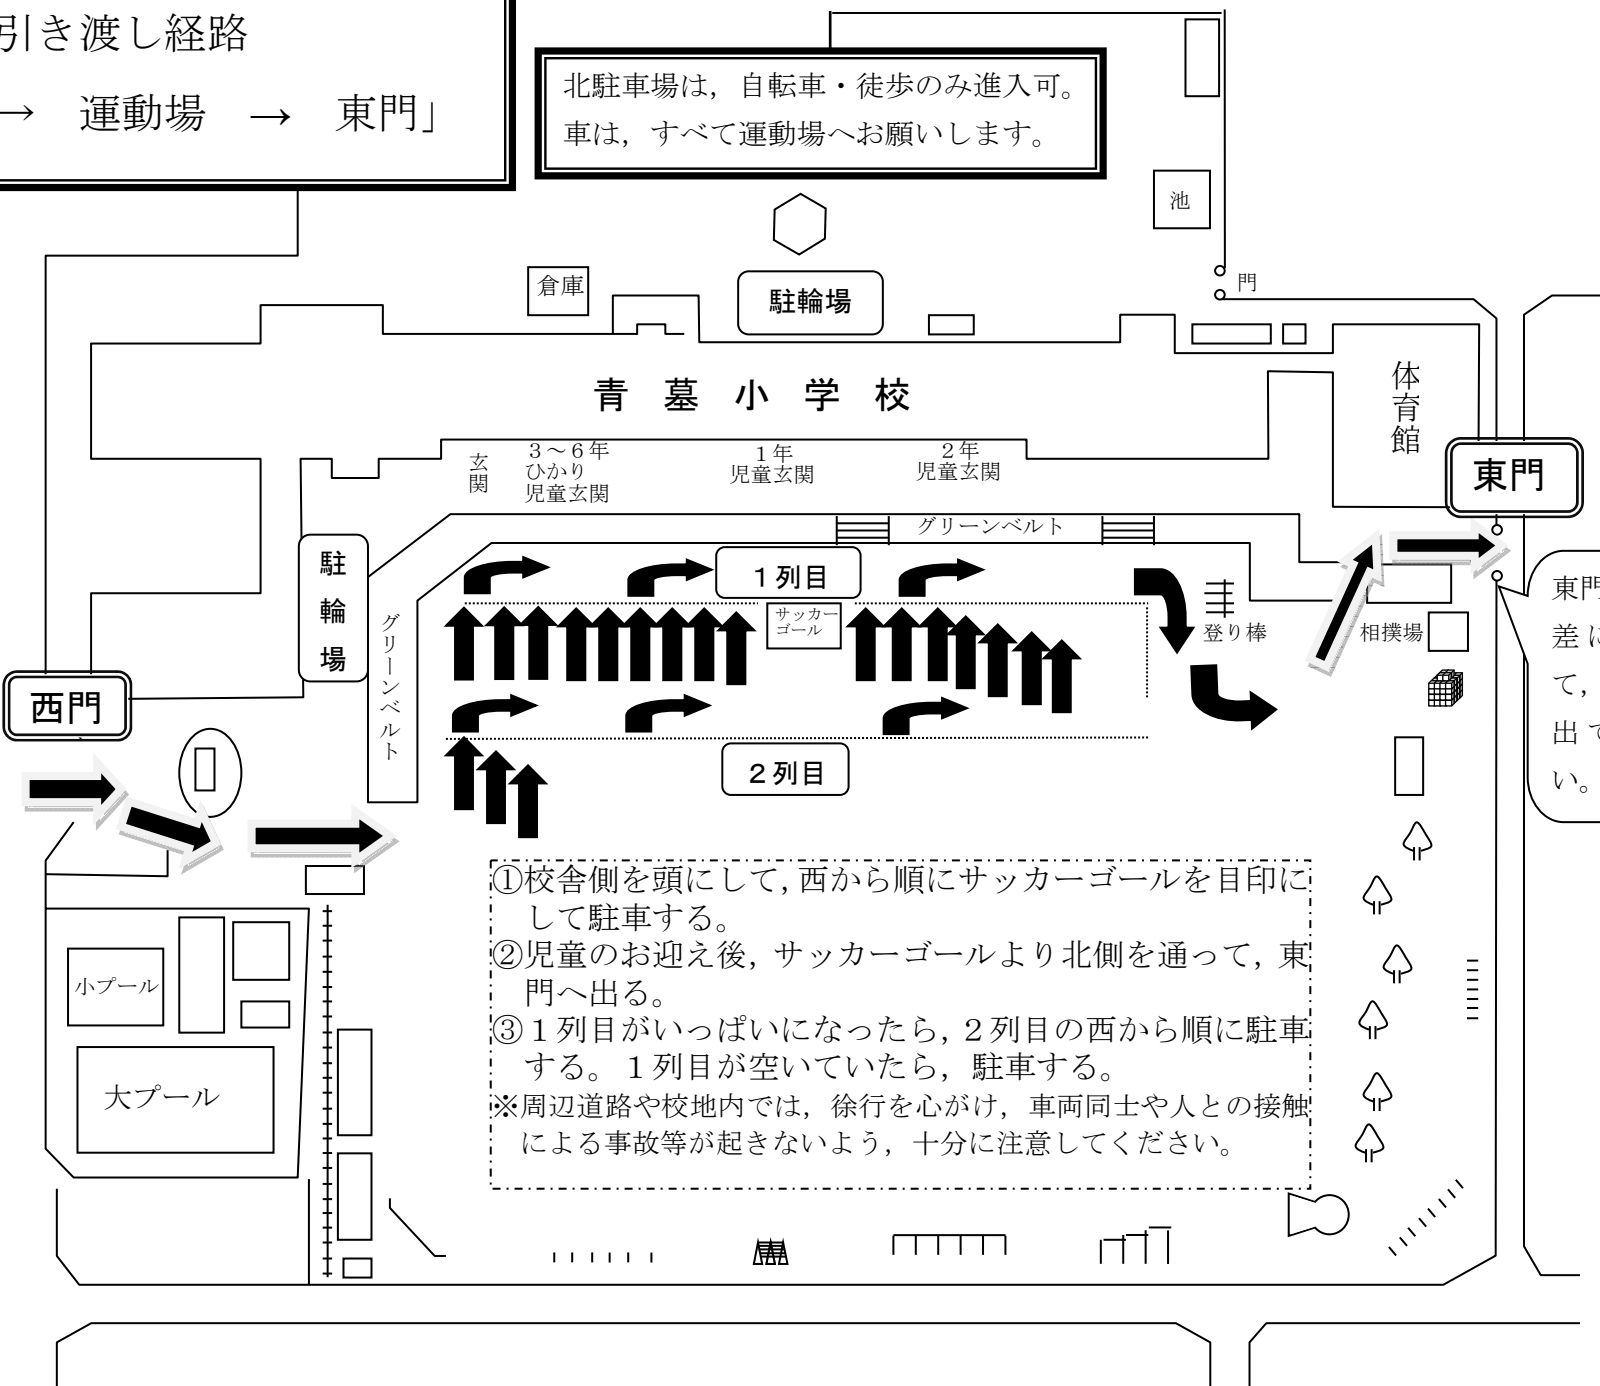 引き渡し経路
→ 運動場 → 東門」
北駐車場は，自転車・徒歩のみ進入可。
車は，すべて運動場へお願いします。
池
倉庫
駐輪場
門
青墓小学校
体育館
玄関
３～６年
ひかり
児童玄関
１年
児童玄関
２年
児童玄関
東門
グリーンベルト
駐輪場
１列目
グリーンベルト
サッカー
ゴール
登り棒
相撲場
西門
２列目
東門
差に
て，
出て
い。
①校舎側を頭にして，西から順にサッカーゴールを目印に
して駐車する。
②児童のお迎え後，サッカーゴールより北側を通って，東
門へ出る。
③１列目がいっぱいになったら，２列目の西から順に駐車
する。１列目が空いていたら，駐車する。
※周辺道路や校地内では，徐行を心がけ，車両同士や人との接触
による事故等が起きないよう，十分に注意してください。
小プール
大プール